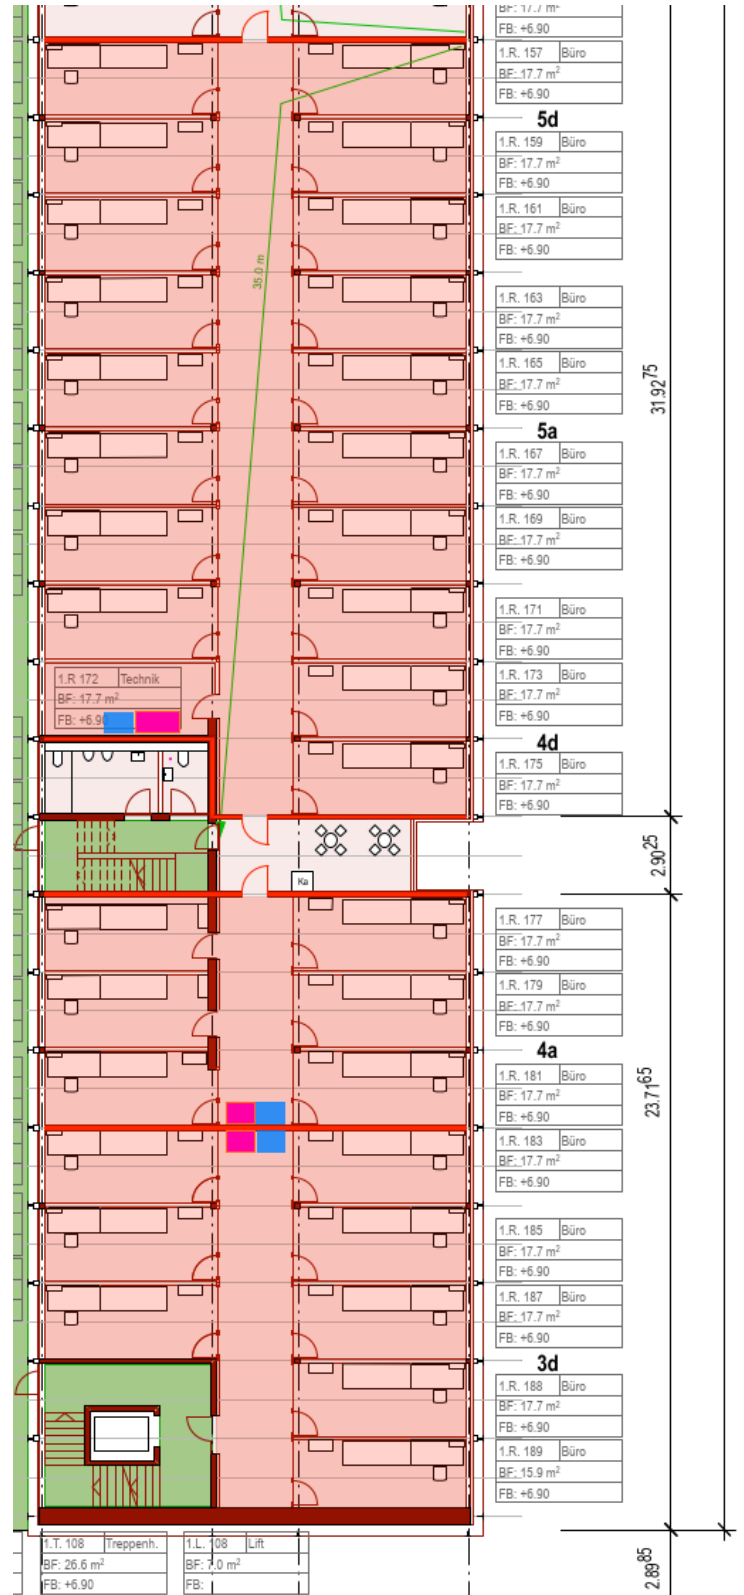 BF: 17.7 m²
FB: +6.90
1.R. 157 Büro
BF: 17.7 m²
FB: +6.90
5d
1.R. 159 Büro
BF: 17.7 m²
FB: +6.90
1.R. 161 Büro
BF: 17.7 m²
FB: +6.90
35.0 m
1.R. 163 Büro
BF: 17.7 m²
FB: +6.90
1.R. 165 Büro
BF: 17.7 m²
FB: +6.90
31.92⁷⁵
5a
1.R. 167 Büro
BF: 17.7 m²
FB: +6.90
1.R. 169 Büro
BF: 17.7 m²
FB: +6.90
1.R. 171 Büro
BF: 17.7 m²
FB: +6.90
1.R 172 Technik
BF: 17.7 m²
FB: +6.90
1.R. 173 Büro
BF: 17.7 m²
FB: +6.90
4d
1.R. 175 Büro
BF: 17.7 m²
FB: +6.90
2.90²⁵
Ka
1.R. 177 Büro
BF: 17.7 m²
FB: +6.90
1.R. 179 Büro
BF: 17.7 m²
FB: +6.90
4a
1.R. 181 Büro
BF: 17.7 m²
FB: +6.90
23.71⁶⁵
1.R. 183 Büro
BF: 17.7 m²
FB: +6.90
1.R. 185 Büro
BF: 17.7 m²
FB: +6.90
1.R. 187 Büro
BF: 17.7 m²
FB: +6.90
3d
1.R. 188 Büro
BF: 17.7 m²
FB: +6.90
1.R. 189 Büro
BF: 15.9 m²
FB: +6.90
1.T. 108 Treppenh.
BF: 26.6 m²
FB: +6.90
1.L. 108 Lift
BF: 7.0 m²
FB:
2.89⁸⁵